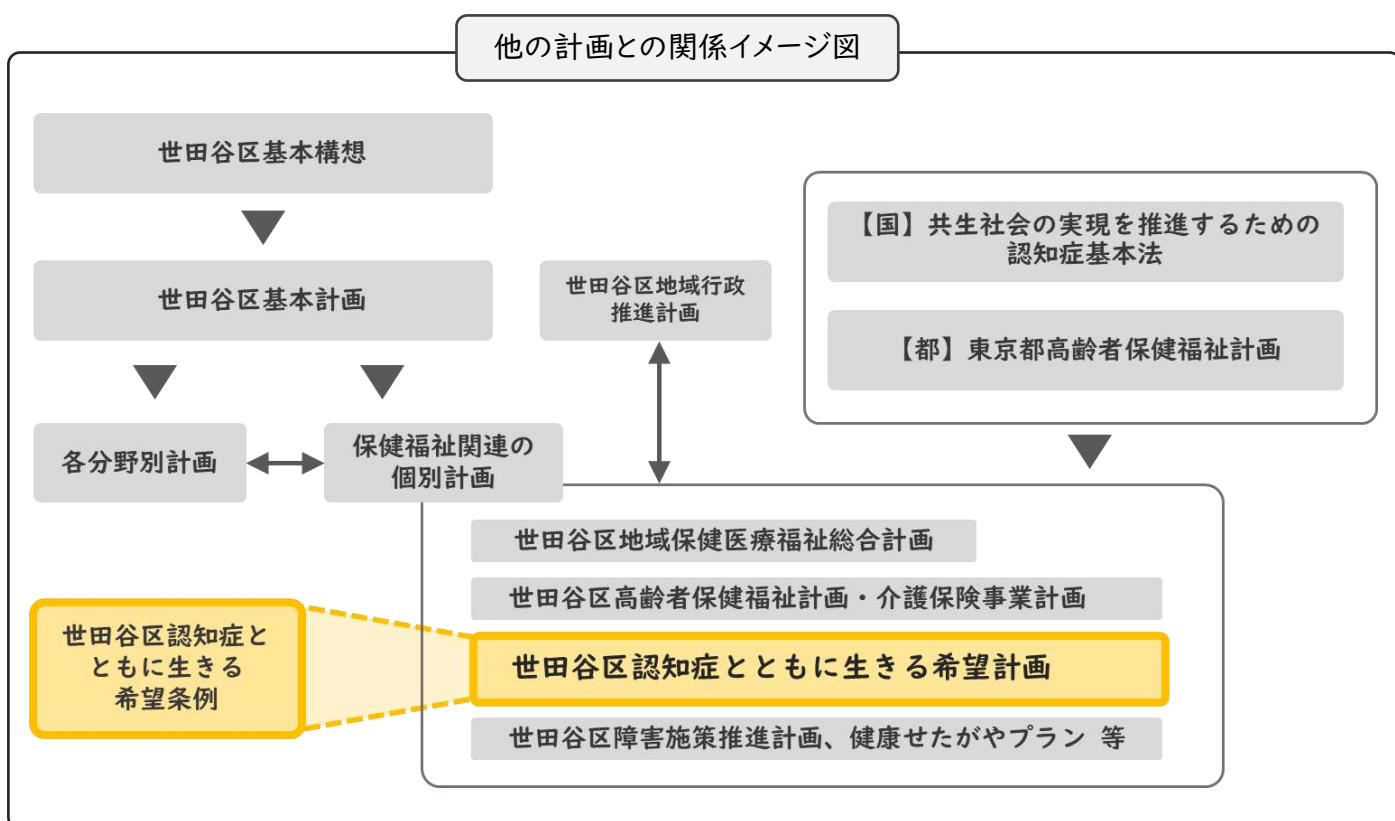 他の計画との関係イメージ図
世田谷区基本構想
世田谷区基本計画
世田谷区地域行政
推進計画
【国】共生社会の実現を推進するための
認知症基本法
【都】東京都高齢者保健福祉計画
各分野別計画
保健福祉関連の
個別計画
世田谷区地域保健医療福祉総合計画
世田谷区高齢者保健福祉計画・介護保険事業計画
世田谷区認知症と
ともに生きる
希望条例
世田谷区認知症とともに生きる希望計画
世田谷区障害施策推進計画、健康せたがやプラン 等